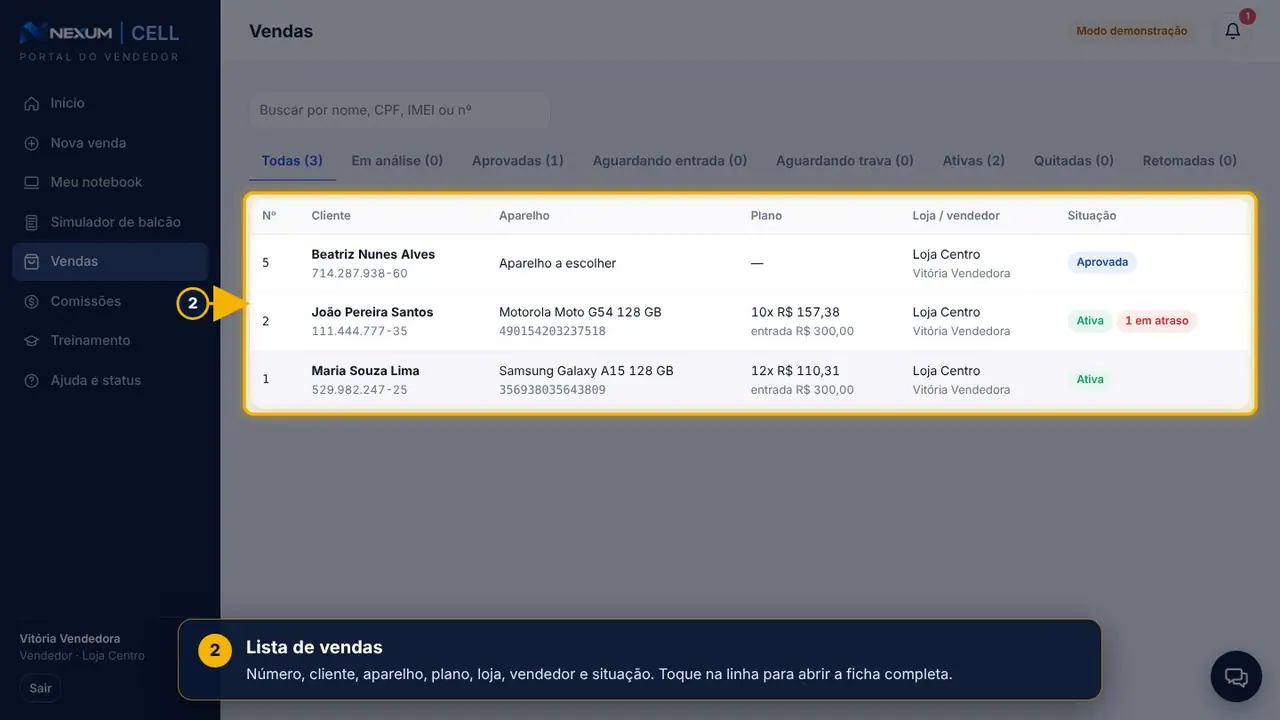 NEXUM | CELL
PORTAL DO VENDEDOR
Início
Nova venda
Meu notebook
Simulador de balcão
Vendas
Comissões
Treinamento
Ajuda e status
Vitória Vendedora
Vendedor · Loja Centro
Sair
Vendas
Modo demonstração
1
Buscar por nome, CPF, IMEI ou nº
Todas (3) Em análise (0) Aprovadas (1) Aguardando entrada (0) Aguardando trava (0) Ativas (2) Quitadas (0) Retomadas (0)
Nº Cliente Aparelho Plano Loja / vendedor Situação
5 Beatriz Nunes Alves Aparelho a escolher — Loja Centro Aprovada
714.287.938-60 Vitória Vendedora
2
2 João Pereira Santos Motorola Moto G54 128 GB 10x R$ 157,38 Loja Centro Ativa 1 em atraso
111.444.777-35 490154203237518 entrada R$ 300,00 Vitória Vendedora
1 Maria Souza Lima Samsung Galaxy A15 128 GB 12x R$ 110,31 Loja Centro Ativa
529.982.247-25 356938035643809 entrada R$ 300,00 Vitória Vendedora
2 Lista de vendas
Número, cliente, aparelho, plano, loja, vendedor e situação. Toque na linha para abrir a ficha completa.